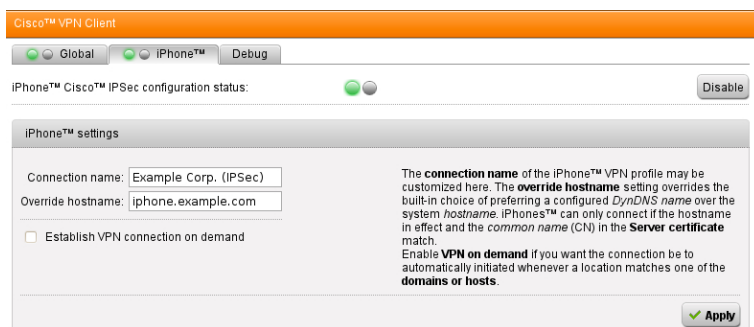 Cisco™ VPN Client
Global iPhone™ Debug
iPhone™ Cisco™ IPSec configuration status: Disable
iPhone™ settings
Connection name: Example Corp. (IPSec)
Override hostname: iphone.example.com
Establish VPN connection on demand
The connection name of the iPhone™ VPN profile may be
customized here. The override hostname setting overrides the
built-in choice of preferring a configured DynDNS name over the
system hostname. iPhones™ can only connect if the hostname
in effect and the common name (CN) in the Server certificate
match.
Enable VPN on demand if you want the connection be to
automatically initiated whenever a location matches one of the
domains or hosts.
Apply